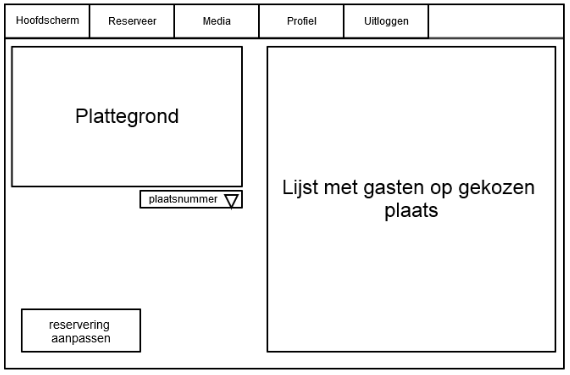 Hoofdscherm
Reserveer
Media
Profiel
Uitloggen
Plattegrond
plaatsnummer
Lijst met gasten op gekozen
plaats
reservering
aanpassen